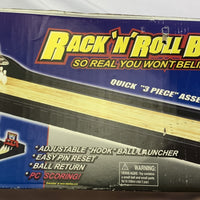 RACK 'N' ROLL B
SO REAL YOU WON'T BELI
QUICK "3 PIECE" ASSE
• ADJUSTABLE "HOOK" BALL LAUNCHER
• EASY PIN RESET
• BALL RETURN
• PC SCORING!
WARNING: